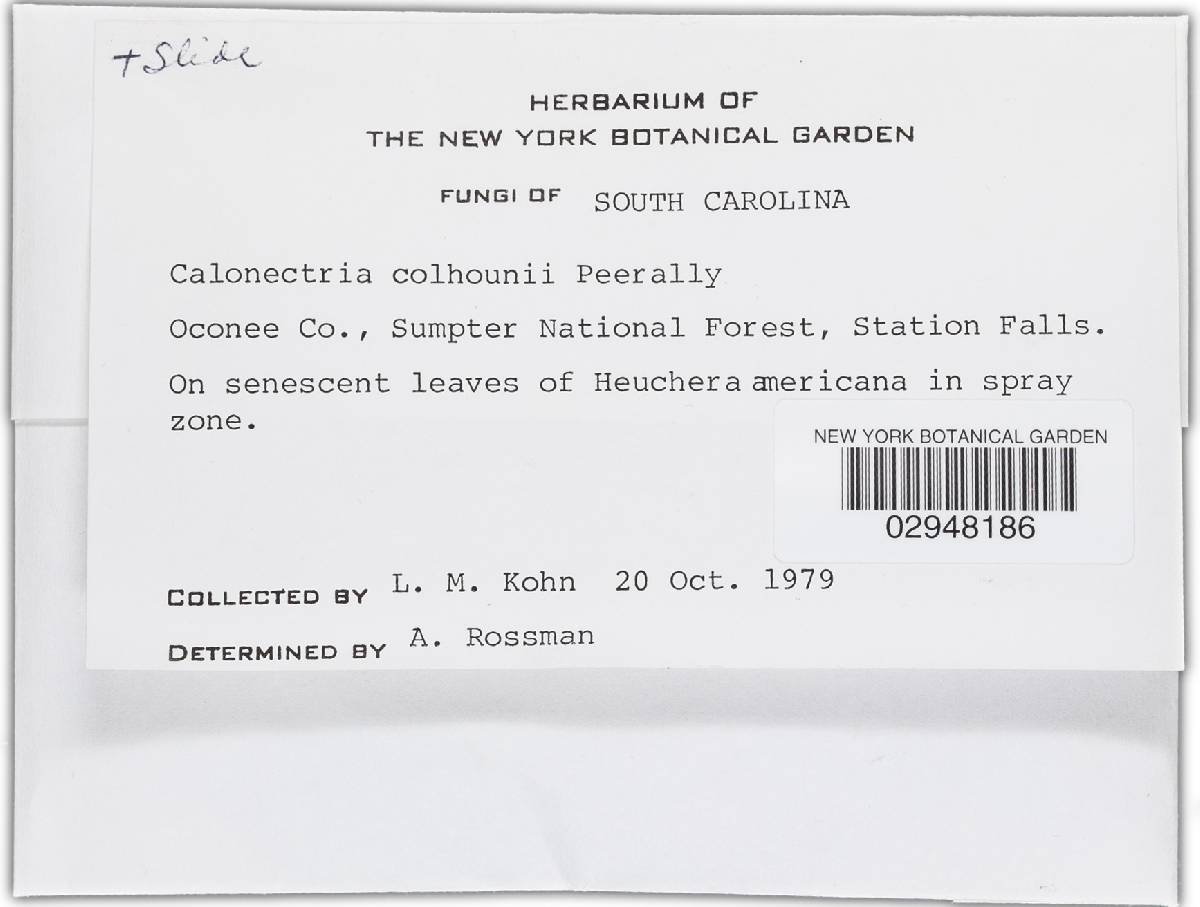 + Slide
HERBARIUM OF
THE NEW YORK BOTANICAL GARDEN
FUNGI OF SOUTH CAROLINA
Calonectria colhounii Peerally
Oconee Co., Sumpter National Forest, Station Falls.
On senescent leaves of Heuchera americana in spray
zone.
NEW YORK BOTANICAL GARDEN
02948186
COLLECTED BY L. M. Kohn 20 Oct. 1979
DETERMINED BY A. Rossman